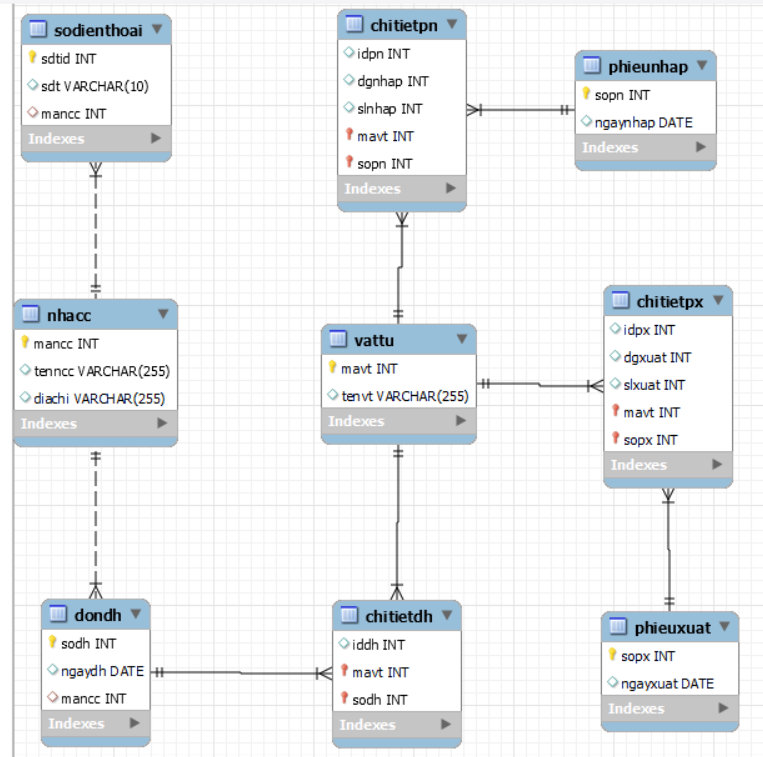 sodienthoai
sdtid INT
sdt VARCHAR(10)
mancc INT
Indexes
chitietpn
idpn INT
dgnhap INT
slnhap INT
mavt INT
sopn INT
Indexes
phieunhap
sopn INT
ngaynhap DATE
Indexes
nhacc
mancc INT
tenncc VARCHAR(255)
diachi VARCHAR(255)
Indexes
vattu
mavt INT
tenvt VARCHAR(255)
Indexes
chitietpx
idpx INT
dgxuat INT
slxuat INT
mavt INT
sopx INT
Indexes
dondh
sodh INT
ngaydh DATE
mancc INT
Indexes
chitietdh
iddh INT
mavt INT
sodh INT
Indexes
phieuxuat
sopx INT
ngayxuat DATE
Indexes